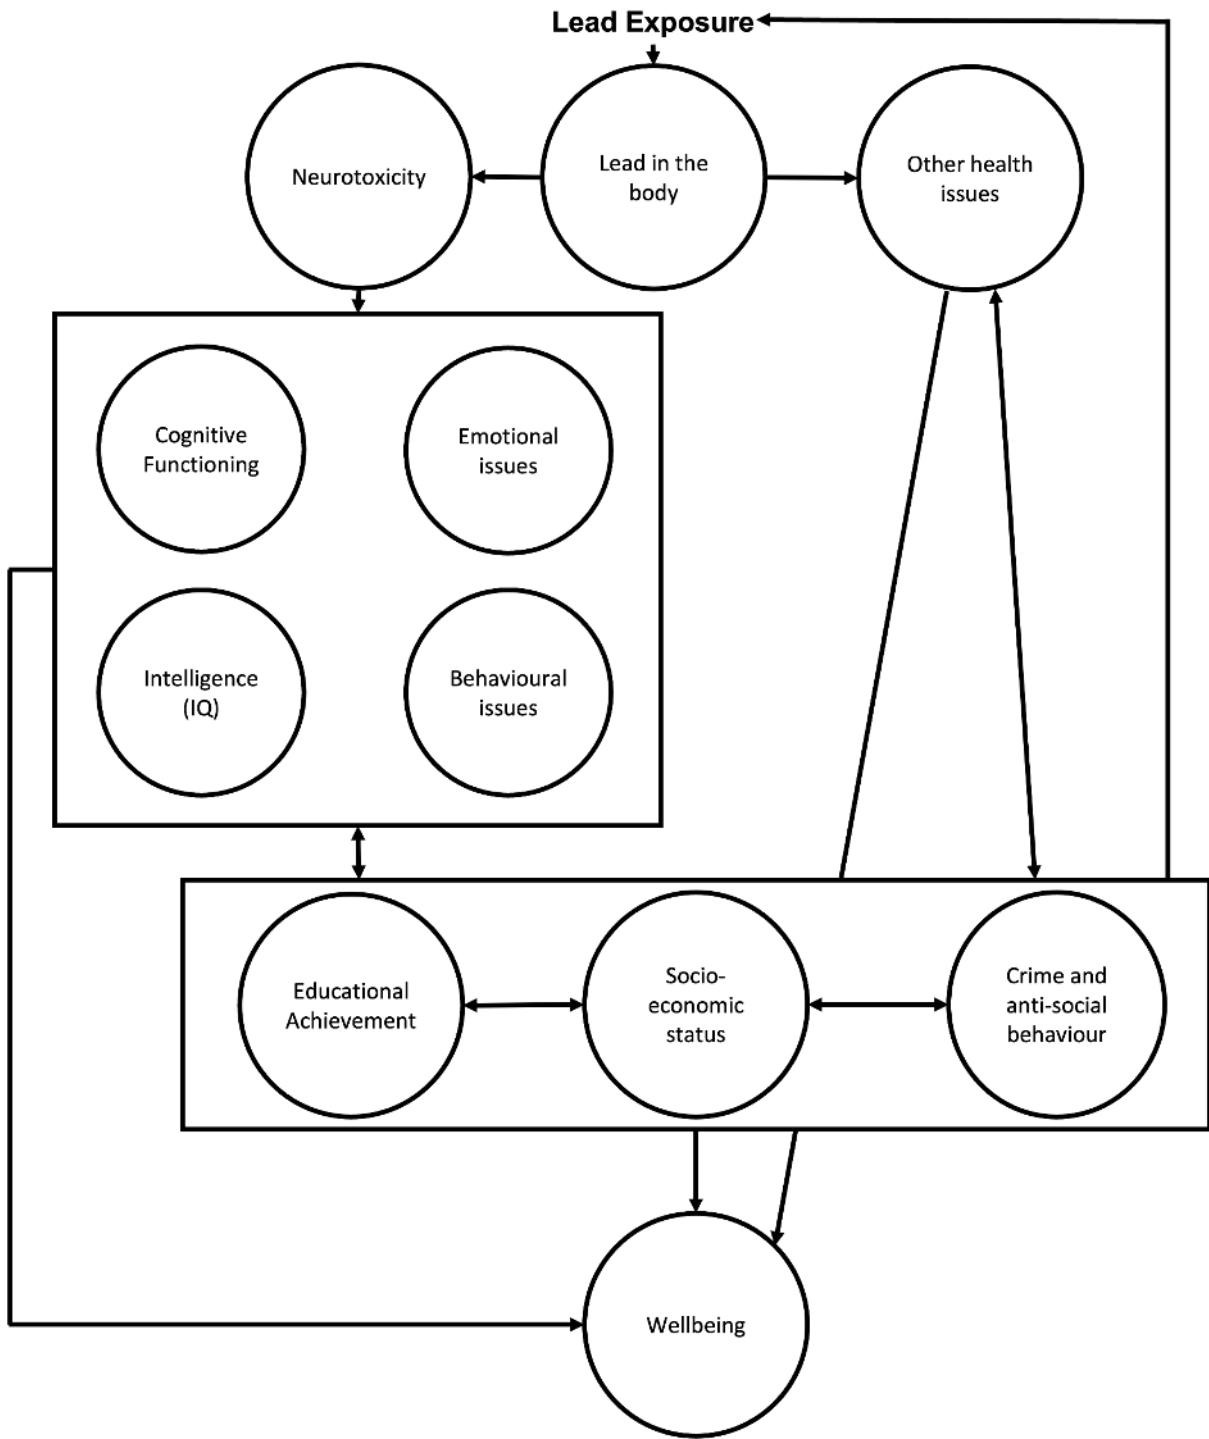 Lead Exposure
Neurotoxicity
Lead in the
body
Other health
issues
Cognitive
Functioning
Emotional
issues
Intelligence
(IQ)
Behavioural
issues
Educational
Achievement
Socio-
economic
status
Crime and
anti-social
behaviour
Wellbeing